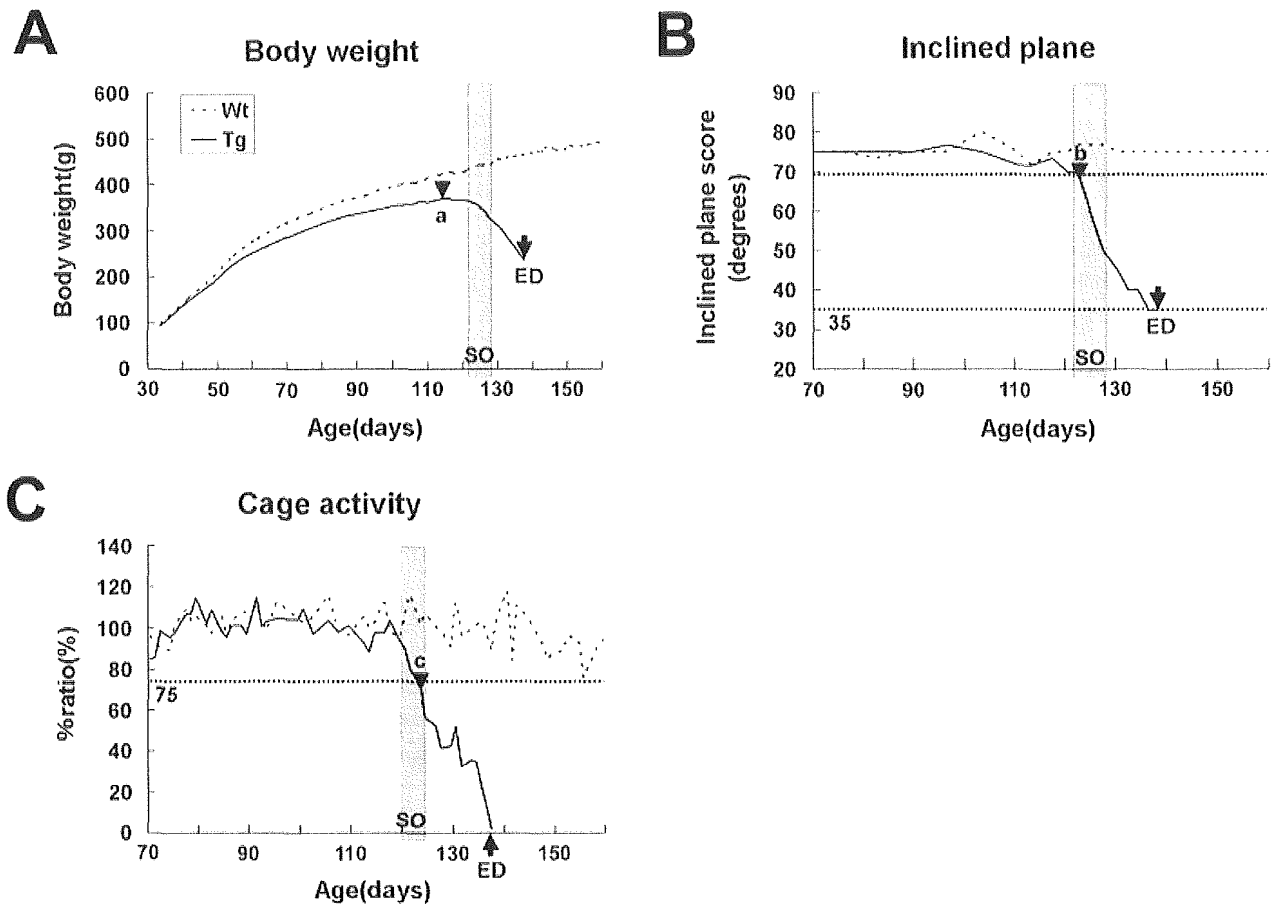 A
Body weight
600
500
400
300
200
100
0
Body weight(g)
Wt
Tg
a
ED
SO
30 50 70 90 110 130 150
Age(days)
B
Inclined plane
90
80
70
60
50
40
30
20
Inclined plane score
(degrees)
b
35
ED
SO
70 90 110 130 150
Age(days)
C
Cage activity
140
120
100
80
60
40
20
0
%ratio(%)
c
75
SO
ED
70 90 110 130 150
Age(days)